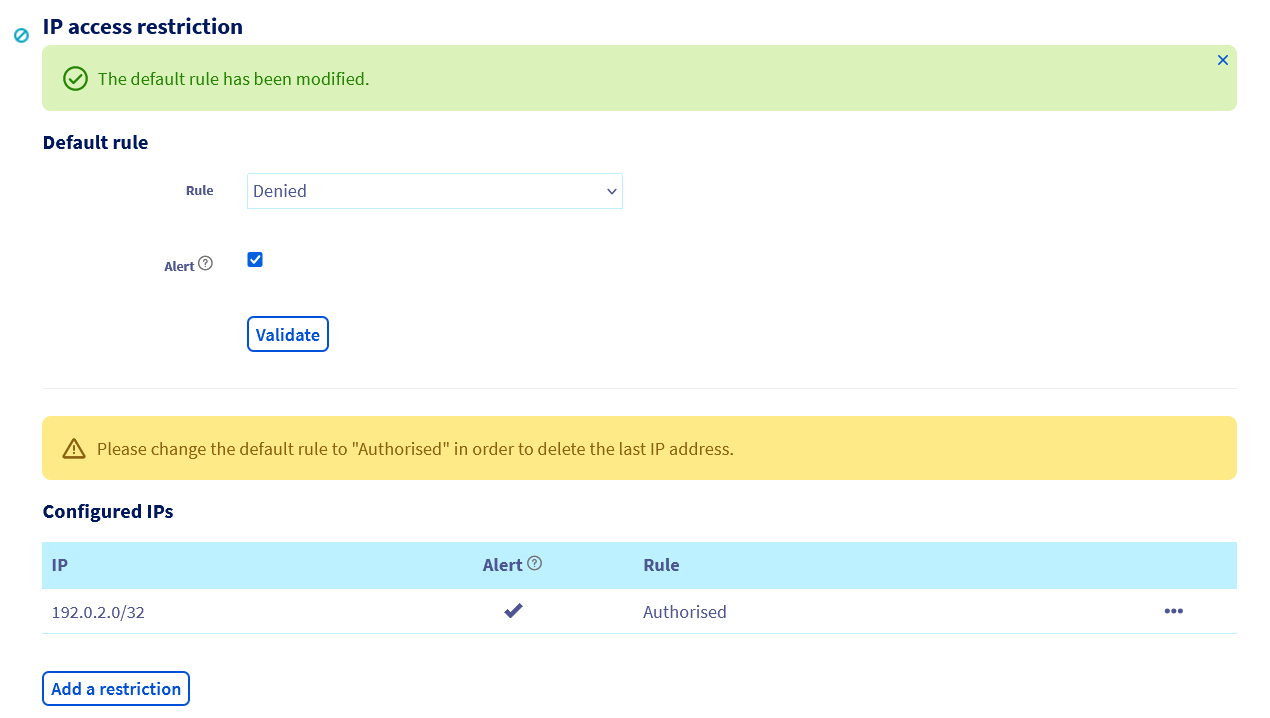 IP access restriction
The default rule has been modified.
Default rule
Rule
Denied
Alert
Validate
Please change the default rule to "Authorised" in order to delete the last IP address.
Configured IPs
IP Alert Rule
192.0.2.0/32 Authorised
Add a restriction